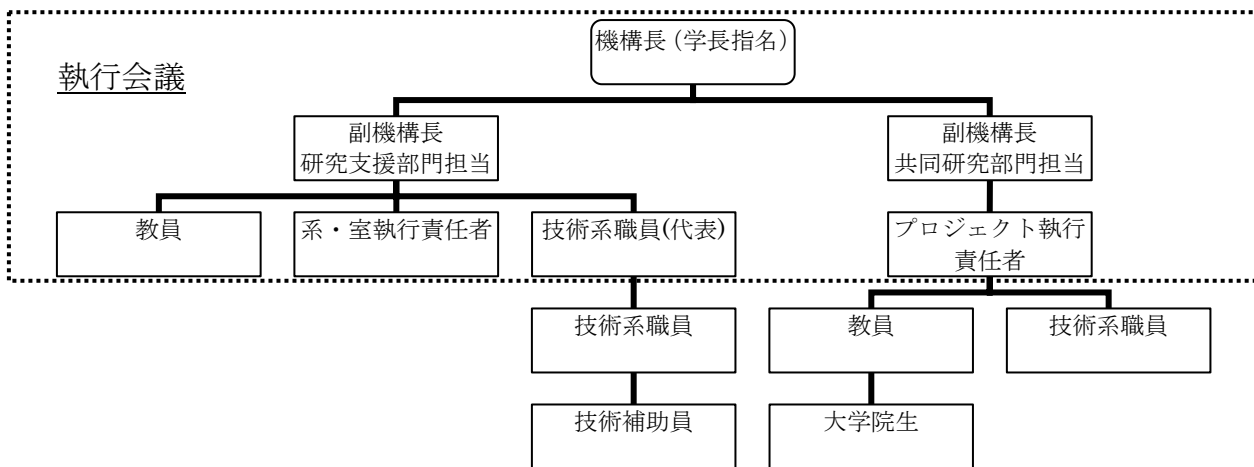 機構長（学長指名）
執行会議
副機構長
研究支援部門担当
副機構長
共同研究部門担当
教員
系・室執行責任者
技術系職員(代表)
プロジェクト執行
責任者
技術系職員
教員
技術系職員
技術補助員
大学院生